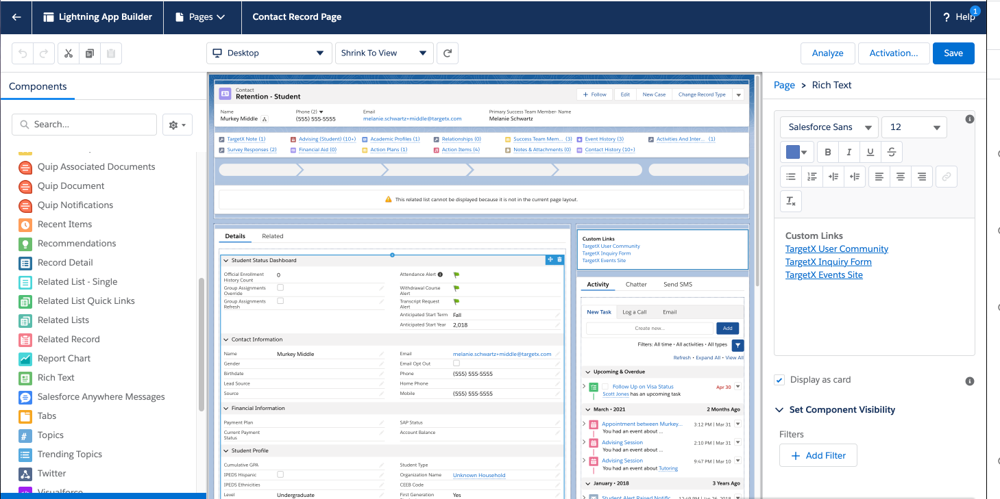 Lightning App Builder
Pages
Contact Record Page
? Help
1
Desktop
Shrink To View
Analyze
Activation...
Save
Components
Search...
Quip Associated Documents
Quip Document
Quip Notifications
Recent Items
Recommendations
Record Detail
Related List - Single
Related List Quick Links
Related Lists
Related Record
Report Chart
Rich Text
Salesforce Anywhere Messages
Tabs
Topics
Trending Topics
Twitter
Visualforce
Contact
Retention - Student
+ Follow
Edit
New Case
Change Record Type
Name
Phone (2)
Email
Primary Success Team Member- Name
Murkey Middle
(555) 555-5555
melanie.schwartz+middle@targetx.com
Melanie Schwartz
TargetX Note (1)
Advising (Student) (10+)
Academic Profiles (1)
Relationships (0)
Success Team Mem... (3)
Event History (3)
Activities And Inter... (1)
Survey Responses (2)
Financial Aid (0)
Action Plans (1)
Action Items (4)
Notes & Attachments (0)
Contact History (10+)
This related list cannot be displayed because it is not in the current page layout.
Details
Related
Student Status Dashboard
Official Enrollment
History Count
0
Group Assignments
Override
Group Assignments
Refresh
Attendance Alert
Withdrawal Course
Alert
Transcript Request
Alert
Anticipated Start Term Fall
Anticipated Start Year 2,018
Contact Information
Name Murkey Middle
Gender
Birthdate
Lead Source
Source
Email melanie.schwartz+middle@targetx.com
Email Opt Out
Phone (555) 555-5555
Home Phone
Mobile (555) 555-5555
Financial Information
Payment Plan
Current Payment
Status
SAP Status
Account Balance
Student Profile
Cumulative GPA
IPEDS Hispanic
IPEDS Ethnicities
Level Undergraduate
Student Type
Organization Name Unknown Household
CEEB Code
First Generation Yes
Custom Links
TargetX User Community
TargetX Inquiry Form
TargetX Events Site
Activity
Chatter
Send SMS
New Task
Log a Call
Email
Create new...
Add
Filters: All time • All activities • All types
Refresh • Expand All • View All
Upcoming & Overdue
Follow Up on Visa Status
Apr 30
Scott Jones has an upcoming task
March • 2021
2 Months Ago
Appointment between Murkey...
3:12 PM | Mar 31
You had an event about ...
Advising Session
2:10 PM | Mar 31
You had an event about ...
Advising Session
9:47 PM | Mar 10
You had an event about Tutoring
January • 2018
3 Years Ago
Student Alert Raised Notific...
12:49 PM | Jan 26, 2018
Page > Rich Text
Salesforce Sans
12
B
I
U
S
Custom Links
TargetX User Community
TargetX Inquiry Form
TargetX Events Site
Display as card
Set Component Visibility
Filters
+ Add Filter